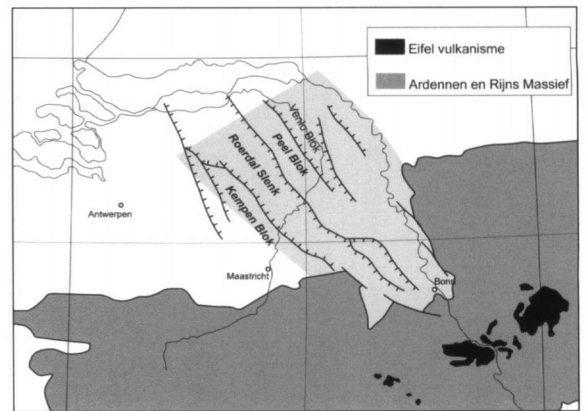 Eifel vulkanisme
Ardennen en Rijns Massief
Venlo Blok
Peel Blok
Roerdal Slenk
Kempen Blok
Antwerpen
Maastricht
Bonn